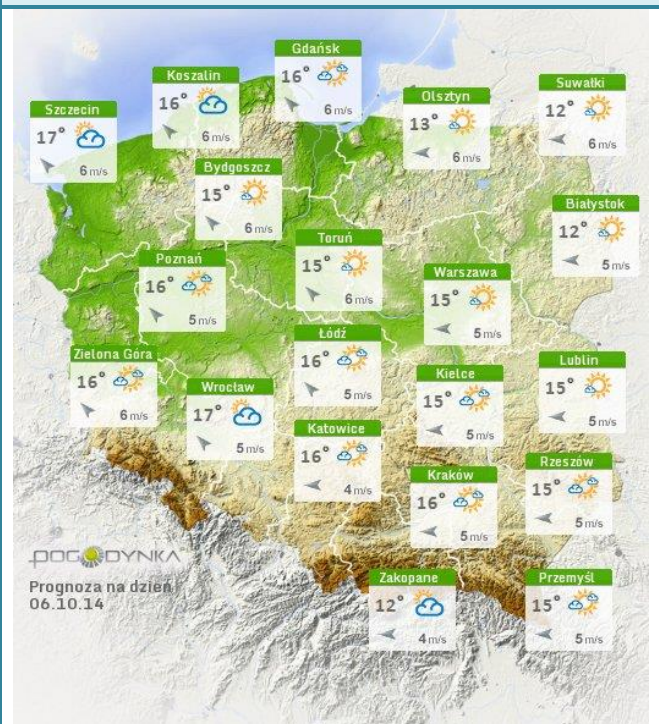 Gdańsk
16°
6 m/s
Koszalin
16°
6 m/s
Szczecin
17°
6 m/s
Olsztyn
13°
6 m/s
Suwałki
12°
6 m/s
Bydgoszcz
15°
6 m/s
Białystok
12°
5 m/s
Toruń
15°
6 m/s
Poznań
16°
5 m/s
Warszawa
15°
5 m/s
Łódź
16°
5 m/s
Zielona Góra
16°
6 m/s
Wrocław
17°
5 m/s
Kielce
15°
5 m/s
Lublin
15°
5 m/s
Katowice
16°
4 m/s
Kraków
16°
5 m/s
Rzeszów
15°
5 m/s
POGODYNKA
Prognoza na dzień
06.10.14
Zakopane
12°
4 m/s
Przemyśl
15°
5 m/s